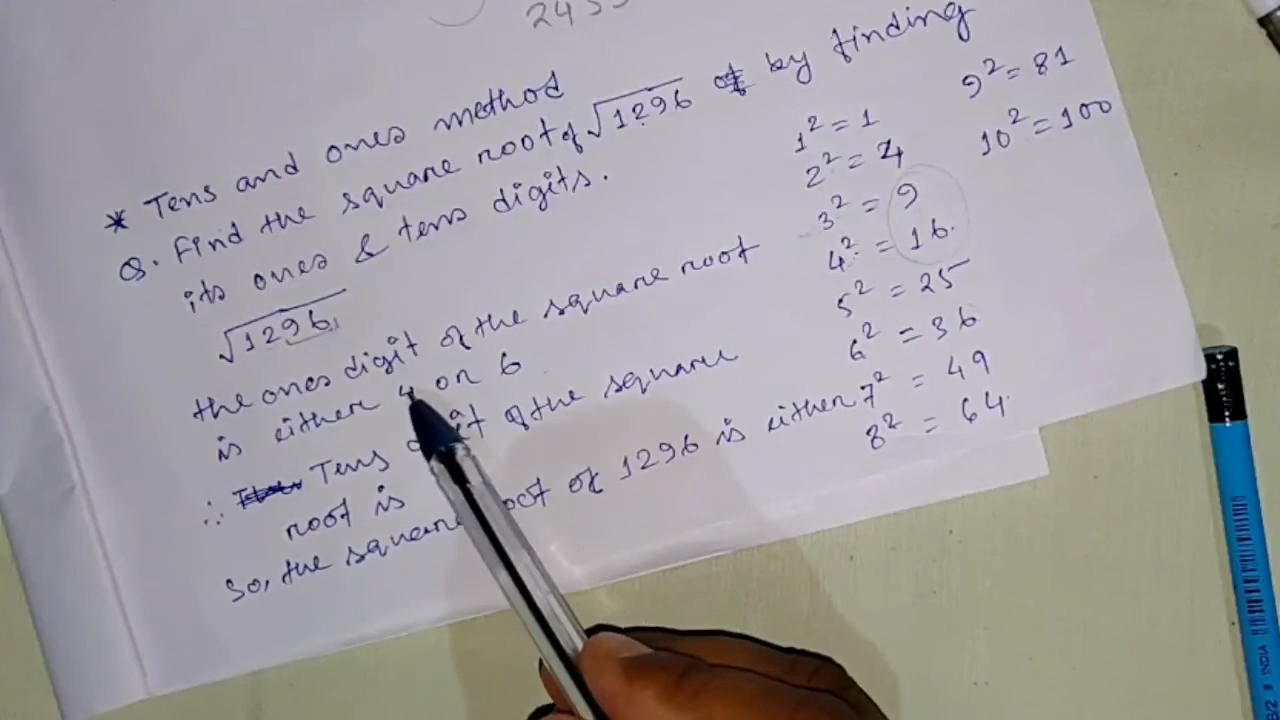 * Tens and ones method
Q. Find the square root of √1296 by finding
its ones & tens digits.
√1296
the ones digit of the square root
is either 4 or 6
∴ Tens digit of the square
root is
So, the square root of 1296 is either
1² = 1
2² = 4
3² = 9
4² = 16
5² = 25
6² = 36
7² = 49
8² = 64
9² = 81
10² = 100
INDIA